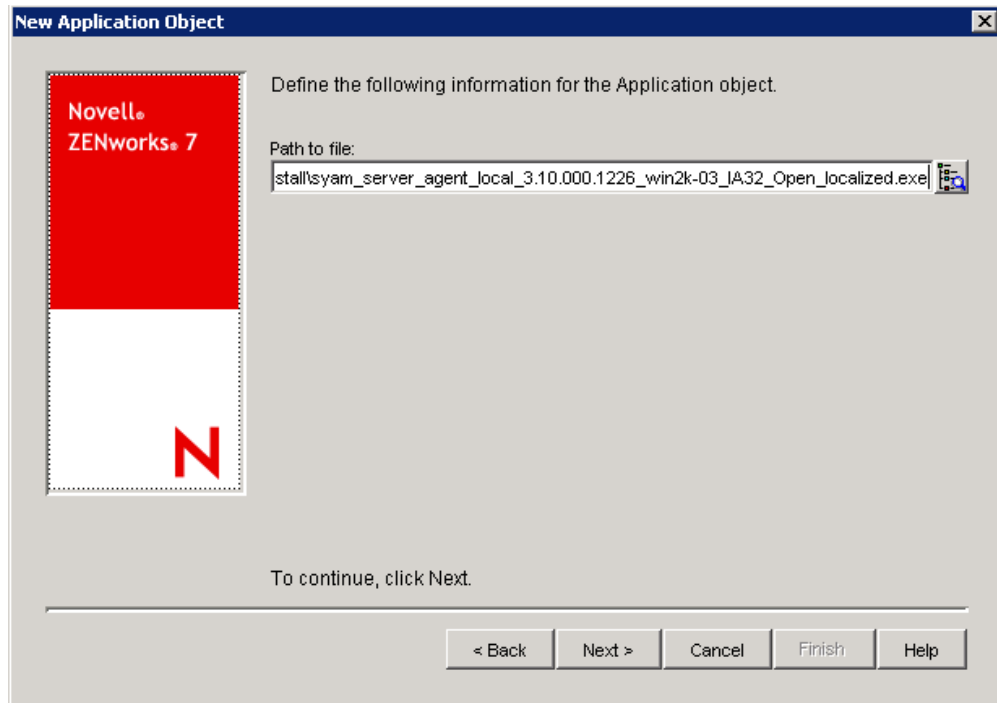 New Application Object
Novell®
ZENworks® 7
Define the following information for the Application object.
Path to file:
stall\syam_server_agent_local_3.10.000.1226_win2k-03_IA32_Open_localized.exe
N
To continue, click Next.
< Back
Next >
Cancel
Finish
Help